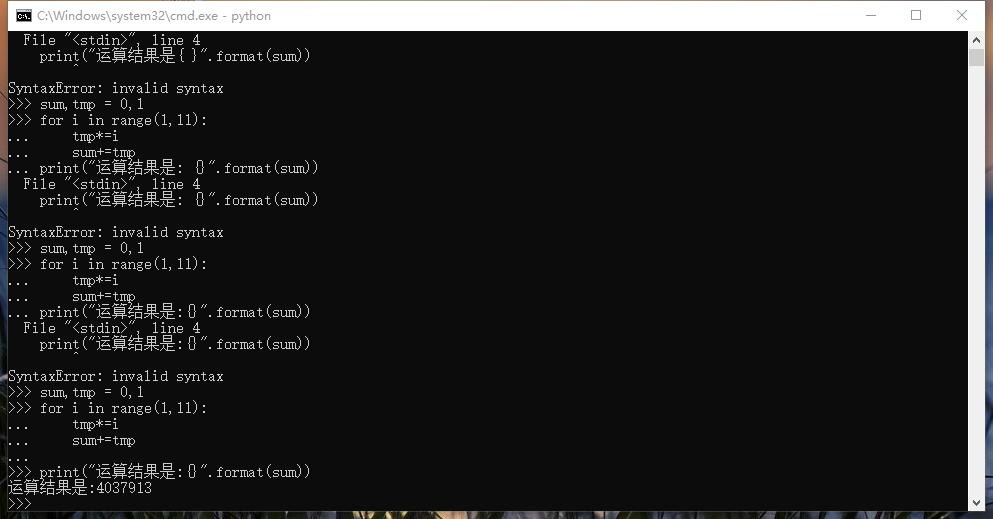 C:\Windows\system32\cmd.exe - python
File "<stdin>", line 4
print("运算结果是{ }".format(sum))
^
SyntaxError: invalid syntax
>>> sum,tmp = 0,1
>>> for i in range(1,11):
...     tmp*=i
...     sum+=tmp
... print("运算结果是: {}".format(sum))
File "<stdin>", line 4
print("运算结果是: {}".format(sum))
^
SyntaxError: invalid syntax
>>> sum,tmp = 0,1
>>> for i in range(1,11):
...     tmp*=i
...     sum+=tmp
... print("运算结果是:{}".format(sum))
File "<stdin>", line 4
print("运算结果是:{}".format(sum))
^
SyntaxError: invalid syntax
>>> sum,tmp = 0,1
>>> for i in range(1,11):
...     tmp*=i
...     sum+=tmp
...
>>> print("运算结果是:{}".format(sum))
运算结果是:4037913
>>>